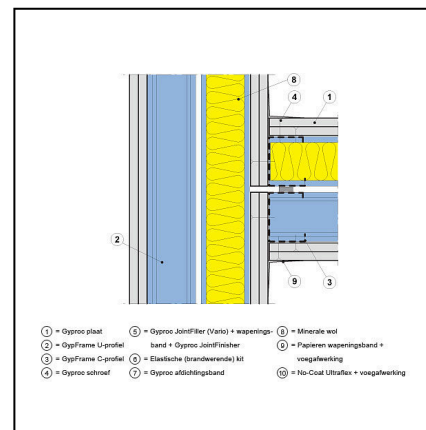 8
4
1
2
9
3
1 = Gyproc plaat
2 = GypFrame U-profiel
3 = GypFrame C-profiel
4 = Gyproc schroef
5 = Gyproc JointFiller (Vario) + wapenings-
band + Gyproc JointFinisher
6 = Elastische (brandwerende) kit
7 = Gyproc afdichtingsband
8 = Minerale wol
9 = Papieren wapeningsband +
voegafwerking
10 = No-Coat Ultraflex + voegafwerking